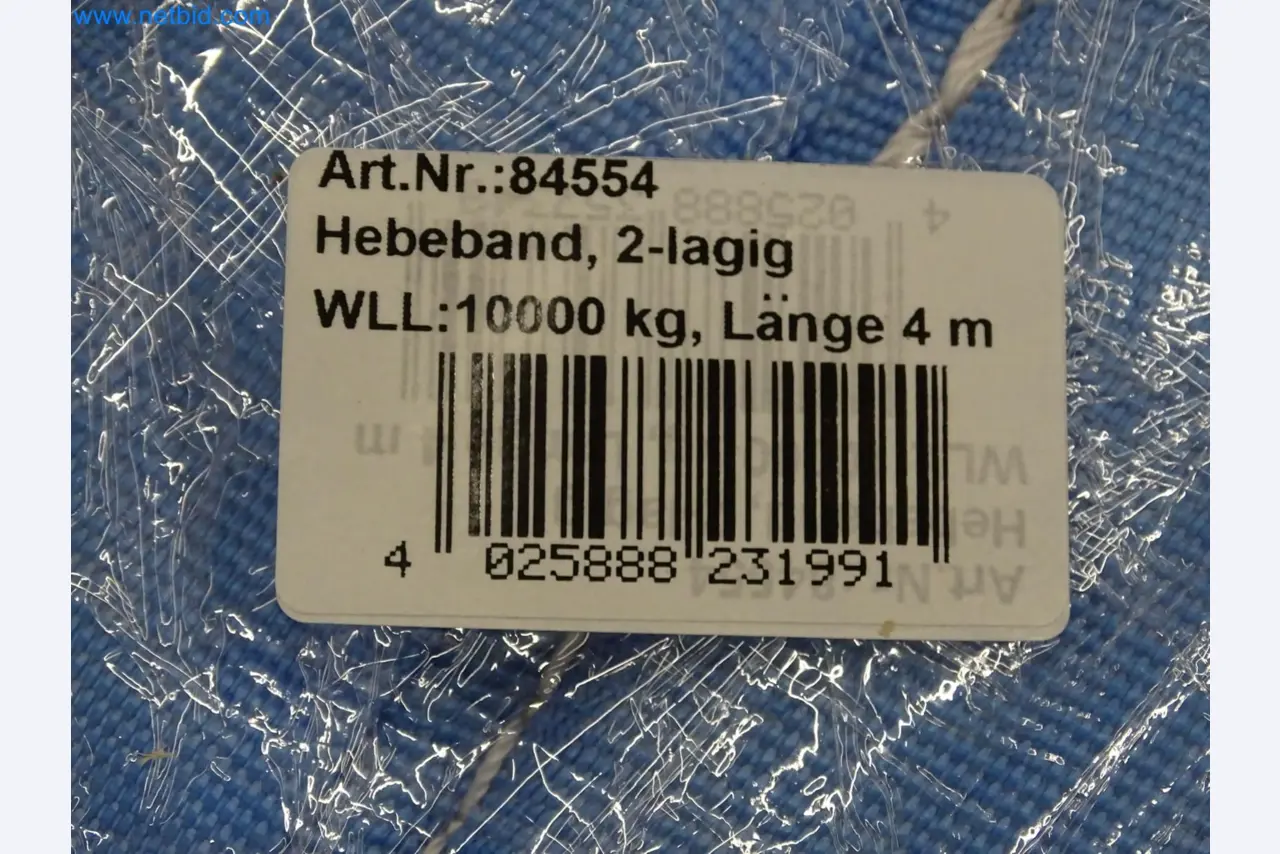 www.netbid.com
Art.Nr.:84554
Hebeband, 2-lagig
WLL:10000 kg, Länge 4 m
4 025888 231991